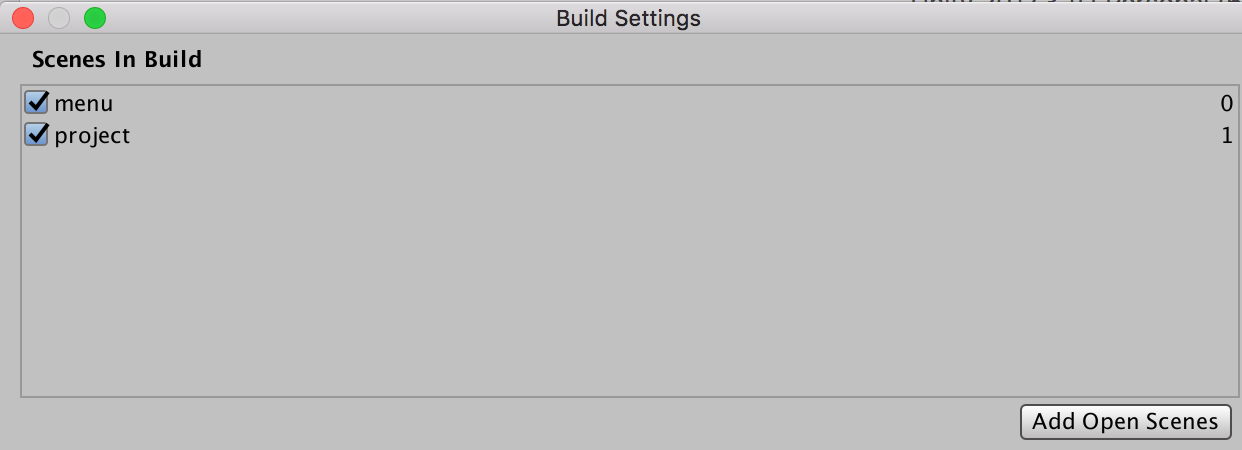 Build Settings
Scenes In Build
menu 0
project 1
Add Open Scenes